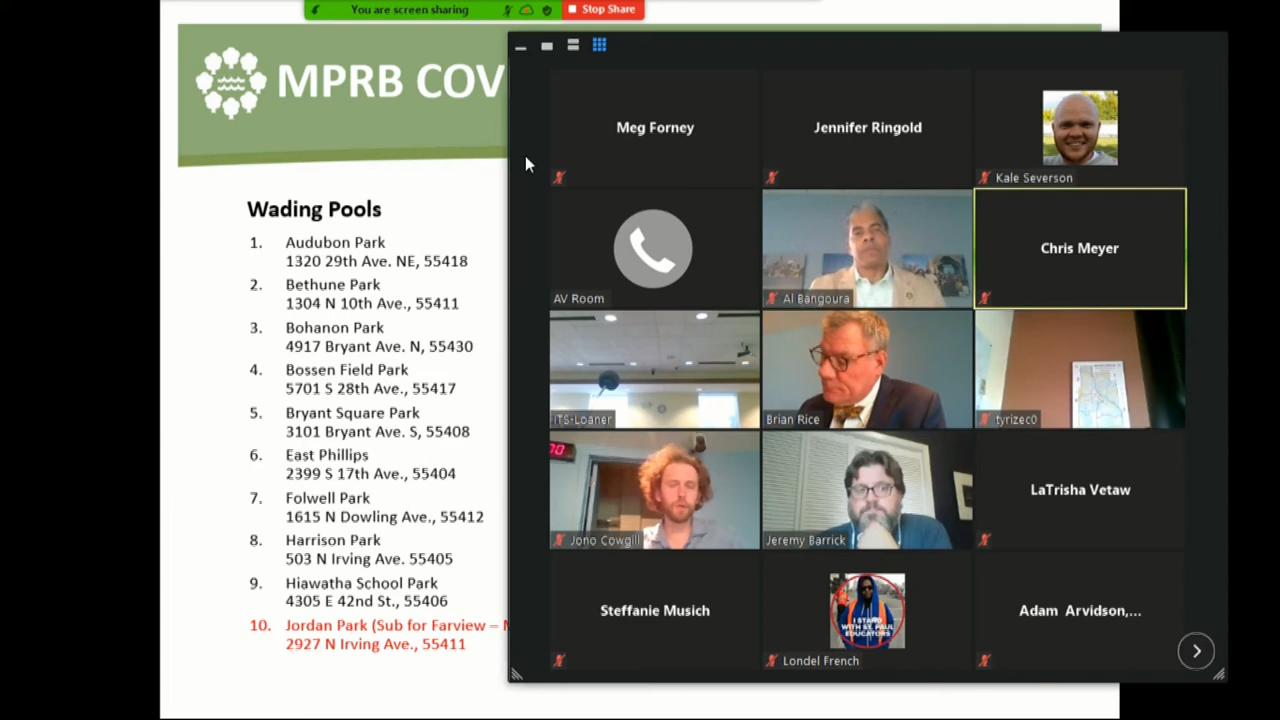 You are screen sharing
Stop Share
MPRB COV
Wading Pools
1. Audubon Park
1320 29th Ave. NE, 55418
2. Bethune Park
1304 N 10th Ave., 55411
3. Bohanon Park
4917 Bryant Ave. N, 55430
4. Bossen Field Park
5701 S 28th Ave., 55417
5. Bryant Square Park
3101 Bryant Ave. S, 55408
6. East Phillips
2399 S 17th Ave., 55404
7. Folwell Park
1615 N Dowling Ave., 55412
8. Harrison Park
503 N Irving Ave. 55405
9. Hiawatha School Park
4305 E 42nd St., 55406
10. Jordan Park (Sub for Farview –
2927 N Irving Ave., 55411
Meg Forney
Jennifer Ringold
Kale Severson
AV Room
Al Bangoura
Chris Meyer
ITS-Loaner
Brian Rice
tyrizec0
Jono Cowgill
Jeremy Barrick
LaTrisha Vetaw
Steffanie Musich
I STAND
WITH ST. PAUL
EDUCATORS
Londel French
Adam Arvidson,...